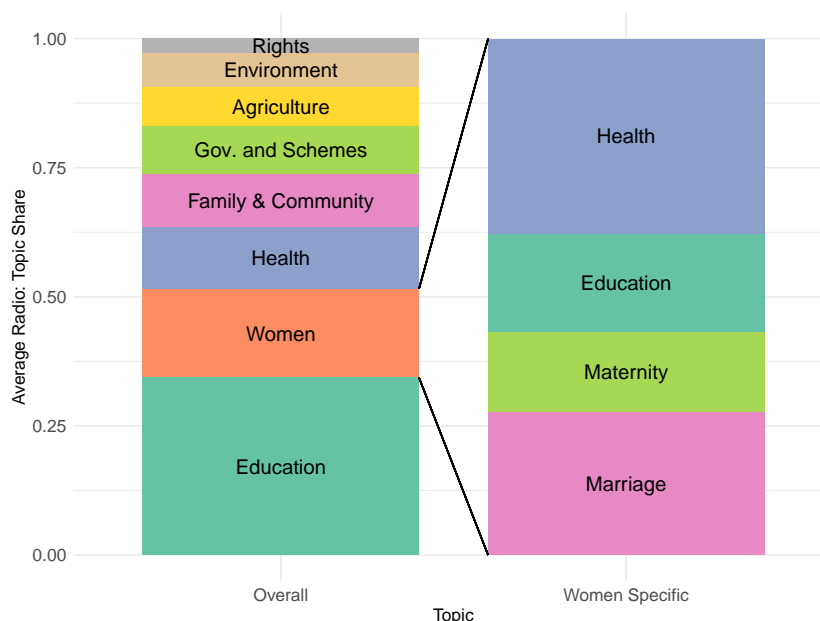 Average Radio: Topic Share
1.00
0.75
0.50
0.25
0.00
Rights
Environment
Agriculture
Gov. and Schemes
Family & Community
Health
Women
Education
Health
Education
Maternity
Marriage
Overall
Women Specific
Topic